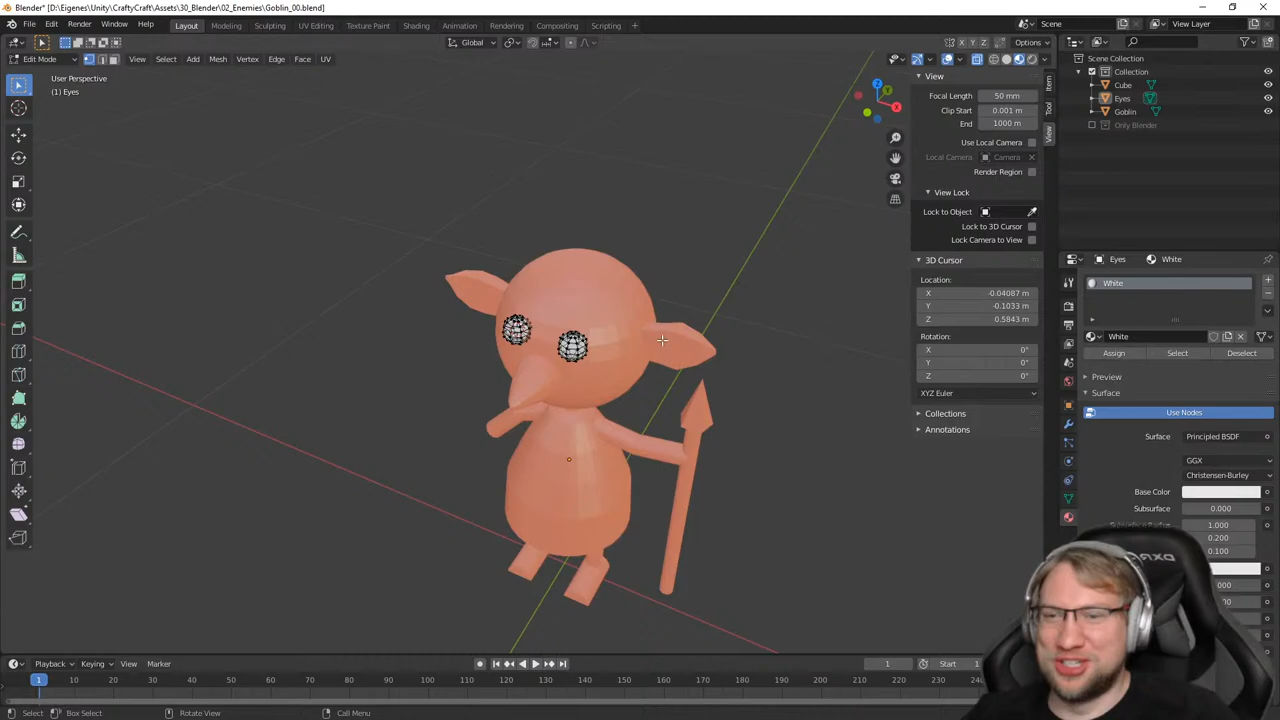 Blender* [D:\Eigenes\Unity\CraftyCraft\Assets\30_Blender\02_Enemies\Goblin_00.blend]
File Edit Render Window Help Layout Modeling Sculpting UV Editing Texture Paint Shading Animation Rendering Compositing Scripting + Scene View Layer
Global X Y Z Options
Edit Mode View Select Add Mesh Vertex Edge Face UV
User Perspective
(1) Eyes
Z
Y
X
View
Focal Length 50 mm
Clip Start 0.001 m
End 1000 m
Use Local Camera
Local Camera Camera
Render Region
View Lock
Lock to Object
Lock to 3D Cursor
Lock Camera to View
3D Cursor
Location:
X -0.04087 m
Y -0.1033 m
Z 0.5843 m
Rotation:
X 0°
Y 0°
Z 0°
XYZ Euler
Collections
Annotations
Item
Tool
View
Scene Collection
Collection
Cube
Eyes
Goblin
Only Blender
Eyes White
White
White
Assign Select Deselect
Preview
Surface
Use Nodes
Surface Principled BSDF
GGX
Christensen-Burley
Base Color
Subsurface 0.000
1.000
0.200
0.100
DXR
Playback Keying View Marker 1 Start
1 10 20 30 40 50 60 70 80 90 100 110 120 130 140 150 160 170 180 190 200 210 220 230 240
Select Box Select Rotate View Call Menu